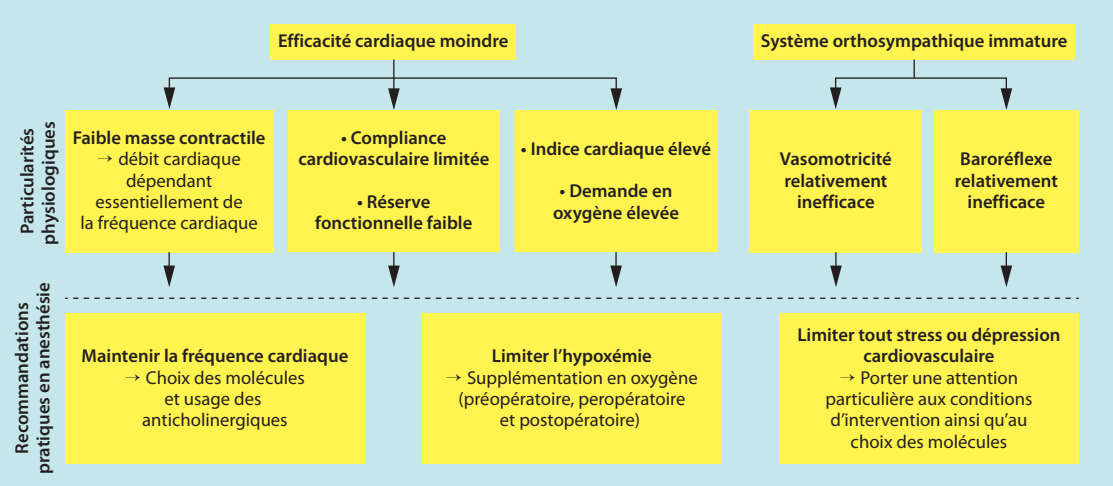 Efficacité cardiaque moindre
Système orthosympathique immature
Particularités
physiologiques
Faible masse contractile
→ débit cardiaque
dépendant
essentiellement de
la fréquence cardiaque
• Compliance
cardiovasculaire limitée
• Réserve
fonctionnelle faible
• Indice cardiaque élevé
• Demande en
oxygène élevée
Vasomotricité
relativement
inefficace
Baroréflexe
relativement
inefficace
Recommandations
pratiques en anesthésie
Maintenir la fréquence cardiaque
→ Choix des molécules
et usage des
anticholinergiques
Limiter l’hypoxémie
→ Supplémentation en oxygène
(préopératoire, peropératoire
et postopératoire)
Limiter tout stress ou dépression
cardiovasculaire
→ Porter une attention
particulière aux conditions
d’intervention ainsi qu’au
choix des molécules